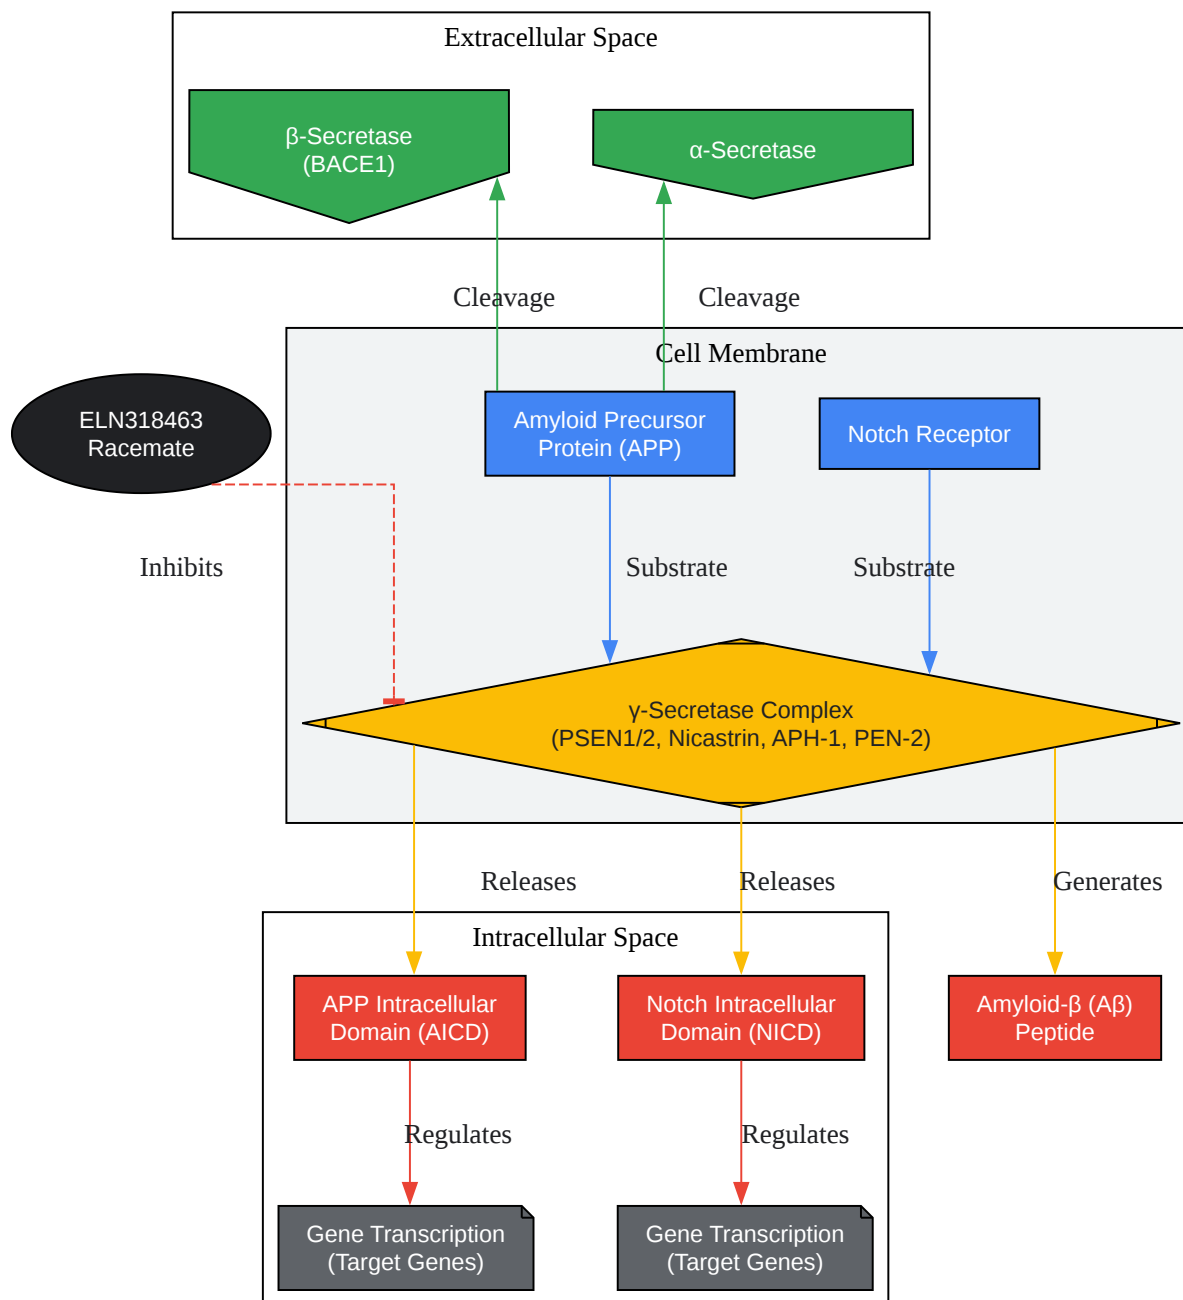 Extracellular Space
β-Secretase
(BACE1)
α-Secretase
Cleavage
Cleavage
Cell Membrane
ELN318463
Racemate
Amyloid Precursor
Protein (APP)
Notch Receptor
Inhibits
Substrate
Substrate
γ-Secretase Complex
(PSEN1/2, Nicastrin, APH-1, PEN-2)
Releases
Releases
Generates
Intracellular Space
APP Intracellular
Domain (AICD)
Notch Intracellular
Domain (NICD)
Amyloid-β (Aβ)
Peptide
Regulates
Regulates
Gene Transcription
(Target Genes)
Gene Transcription
(Target Genes)